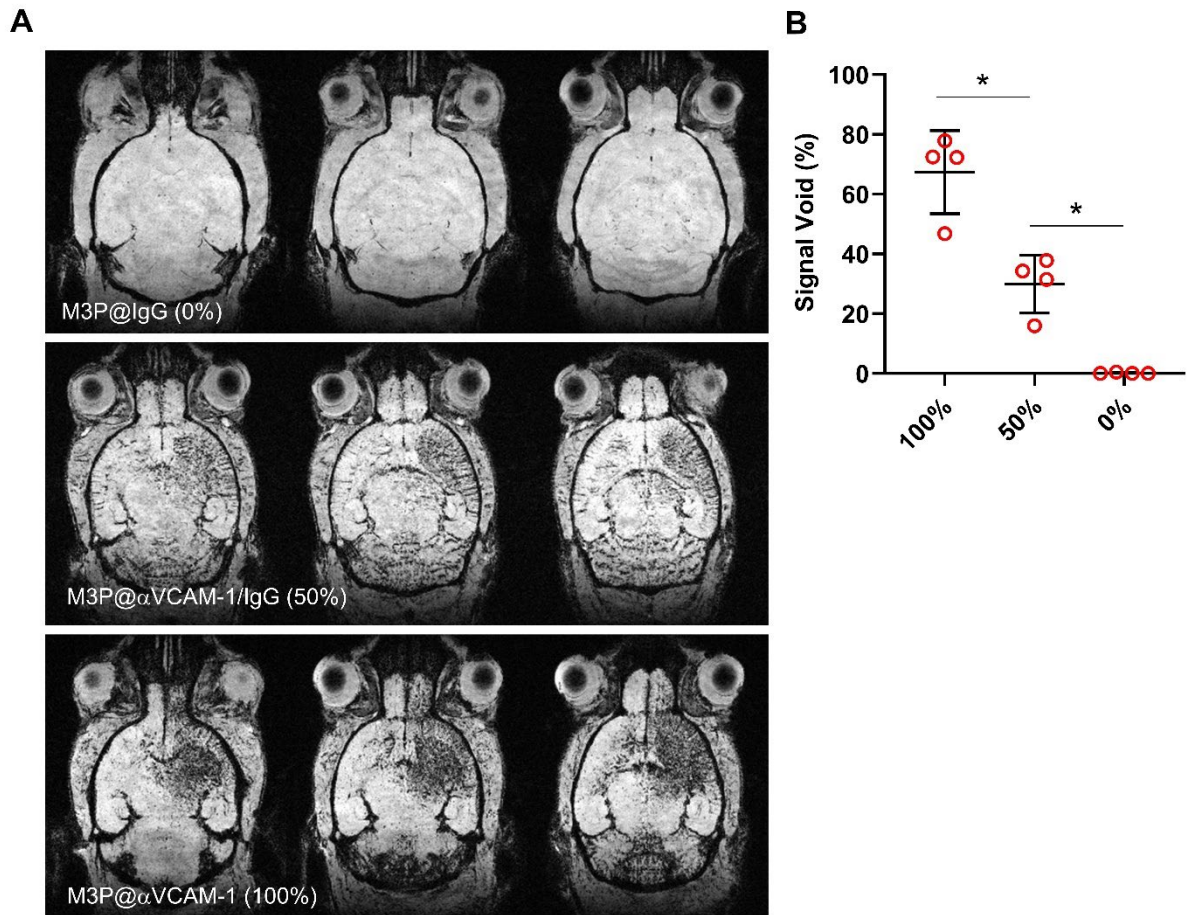 A
M3P@IgG (0%)
M3P@αVCAM-1/IgG (50%)
M3P@αVCAM-1 (100%)
B
Signal Void (%)
100
80
60
40
20
0
*
*
100%
50%
0%